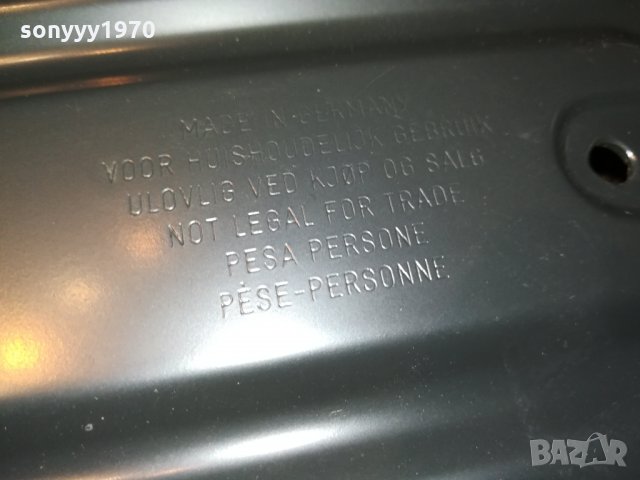 sonyyy1970
MADE IN GERMANY
VOOR HUISHOUDELIJK GEBRUIK
ULOVLIG VED KJØP OG SALG
NOT LEGAL FOR TRADE
PESA PERSONE
PÈSE-PERSONNE
BAZAR